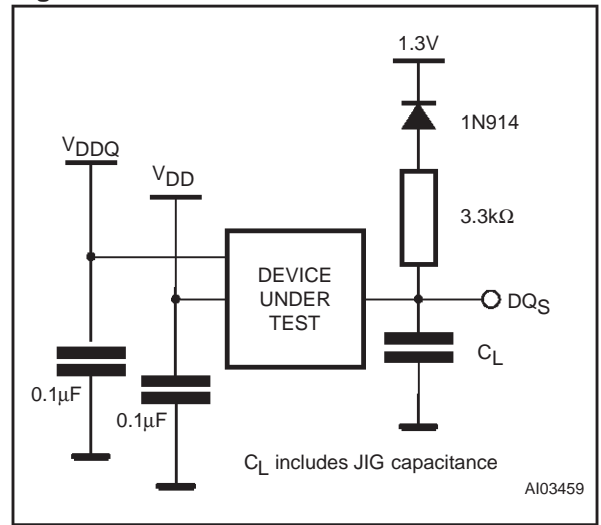 1.3V
1N914
VDDQ
VDD
3.3kΩ
DEVICE
UNDER
TEST
DQS
CL
0.1μF
0.1μF
CL includes JIG capacitance
AI03459